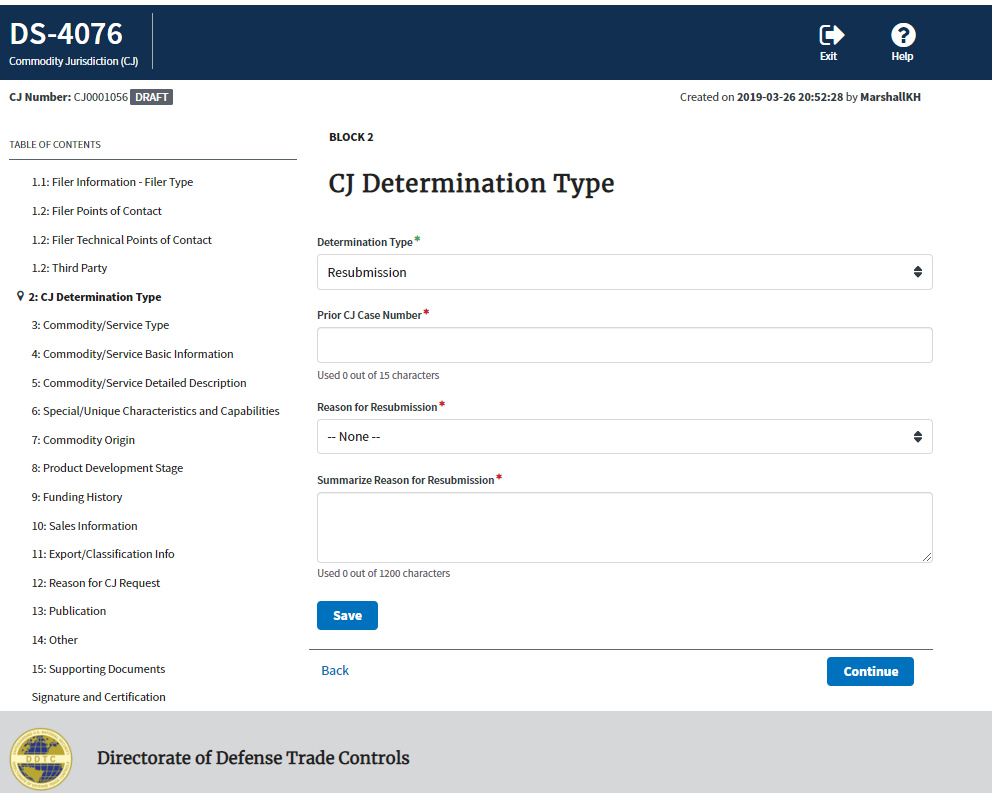 DS-4076
Commodity Jurisdiction (CJ)
Exit
Help
CJ Number: CJ0001056 DRAFT
Created on 2019-03-26 20:52:28 by MarshallKH
TABLE OF CONTENTS
1.1: Filer Information - Filer Type
1.2: Filer Points of Contact
1.2: Filer Technical Points of Contact
1.2: Third Party
2: CJ Determination Type
3: Commodity/Service Type
4: Commodity/Service Basic Information
5: Commodity/Service Detailed Description
6: Special/Unique Characteristics and Capabilities
7: Commodity Origin
8: Product Development Stage
9: Funding History
10: Sales Information
11: Export/Classification Info
12: Reason for CJ Request
13: Publication
14: Other
15: Supporting Documents
Signature and Certification
BLOCK 2
CJ Determination Type
Determination Type*
Resubmission
Prior CJ Case Number*
Used 0 out of 15 characters
Reason for Resubmission*
-- None --
Summarize Reason for Resubmission*
Used 0 out of 1200 characters
Save
Back
Continue
DDTC
Directorate of Defense Trade Controls